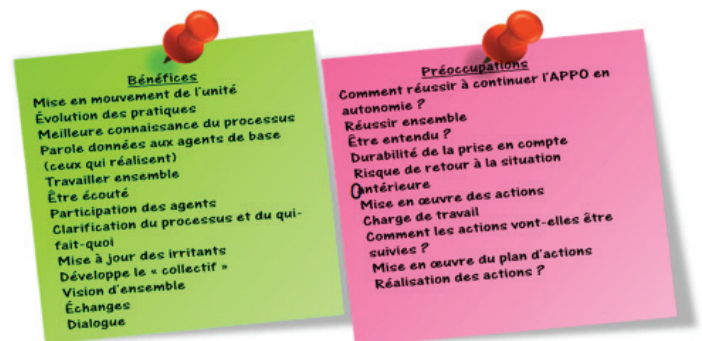 Bénéfices
Mise en mouvement de l'unité
Évolution des pratiques
Meilleure connaissance du processus
Parole données aux agents de base
(ceux qui réalisent)
Travailler ensemble
Être écouté
Participation des agents
Clarification du processus et du qui-
fait-quoi
Mise à jour des irritants
Développe le « collectif »
Vision d'ensemble
Échanges
Dialogue
Préoccupations
Comment réussir à continuer l'APPO en
autonomie ?
Réussir ensemble
Être entendu ?
Durabilité de la prise en compte
Risque de retour à la situation
antérieure
Mise en œuvre des actions
Charge de travail
Comment les actions vont-elles être
suivies ?
Mise en œuvre du plan d'actions
Réalisation des actions ?